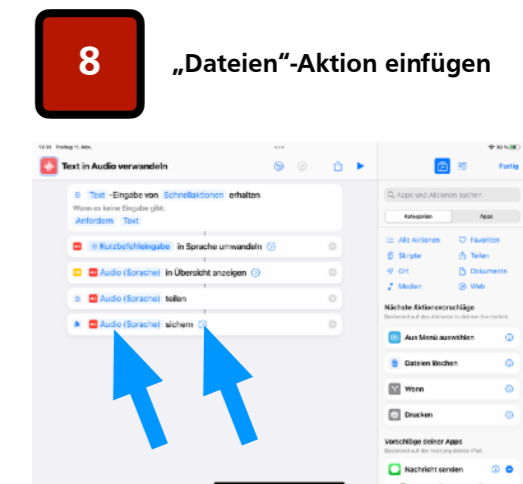 8
„Dateien“-Aktion einfügen
Text in Audio verwandeln
Fertig
Text -Eingabe von Schnellaktionen erhalten
Wenn es keine Eingabe gibt:
Anfordern Text
Kurzbefehleingabe in Sprache umwandeln
Audio (Sprache) in Übersicht anzeigen
Audio (Sprache) teilen
Audio (Sprache) sichern
Apps und Aktionen suchen
Kategorien Apps
Alle Aktionen Favoriten
Skripte Teilen
Ort Dokumente
Medien Web
Nächste Aktionsvorschläge
Aus Menü auswählen
Dateien löschen
Wenn
Drucken
Vorschläge deiner Apps
Nachricht senden